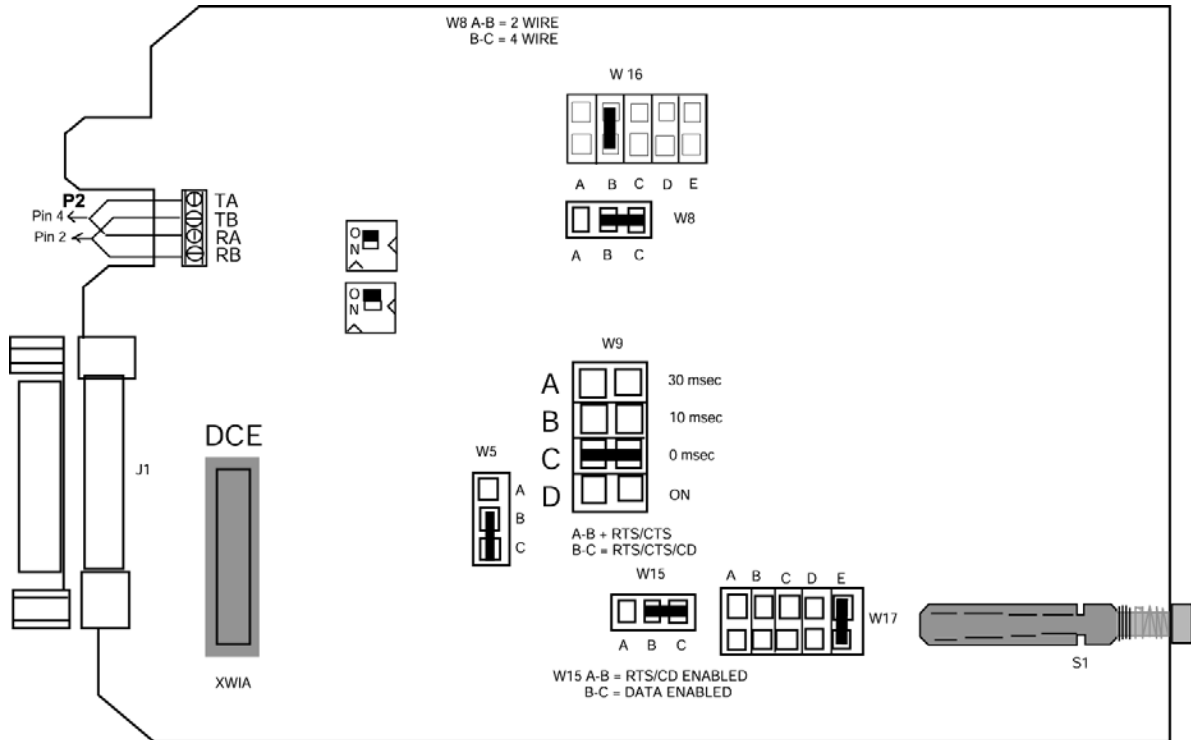 W8 A-B = 2 WIRE
B-C = 4 WIRE
W 16
A B C D E
W8
A B C
P2
Pin 4
Pin 2
TA
TB
RA
RB
ON
ON
W9
A 30 msec
B 10 msec
C 0 msec
D ON
A-B + RTS/CTS
B-C = RTS/CTS/CD
W5
A
B
C
DCE
J1
XWIA
W15
A B C
W15 A-B = RTS/CD ENABLED
B-C = DATA ENABLED
A B C D E
W17
S1